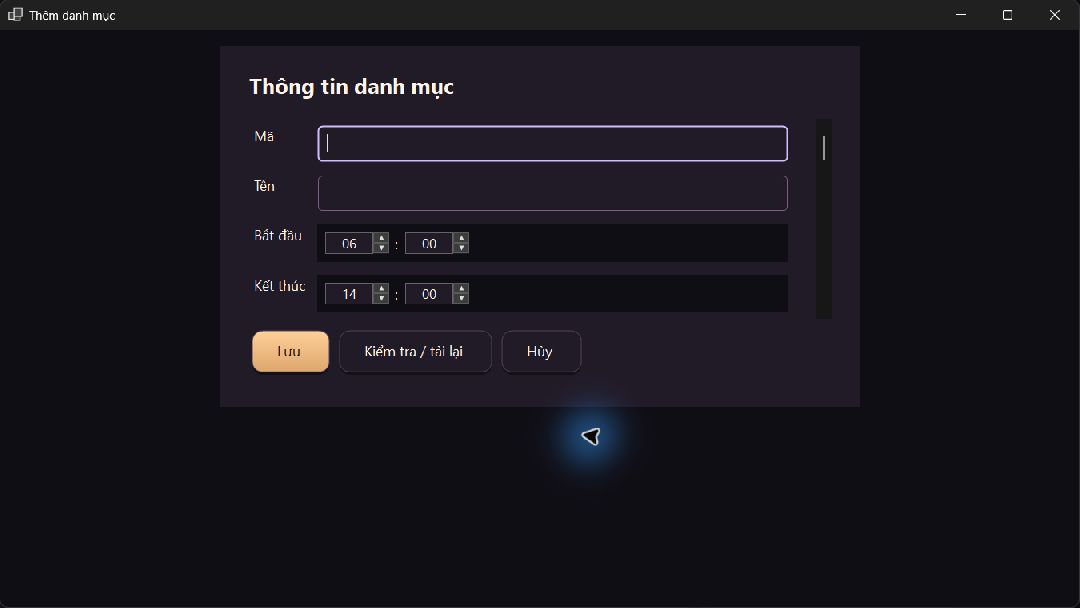 Thêm danh mục
Thông tin danh mục
Mã
Tên
Bắt đầu
06 : 00
Kết thúc
14 : 00
Lưu
Kiểm tra / tải lại
Hủy